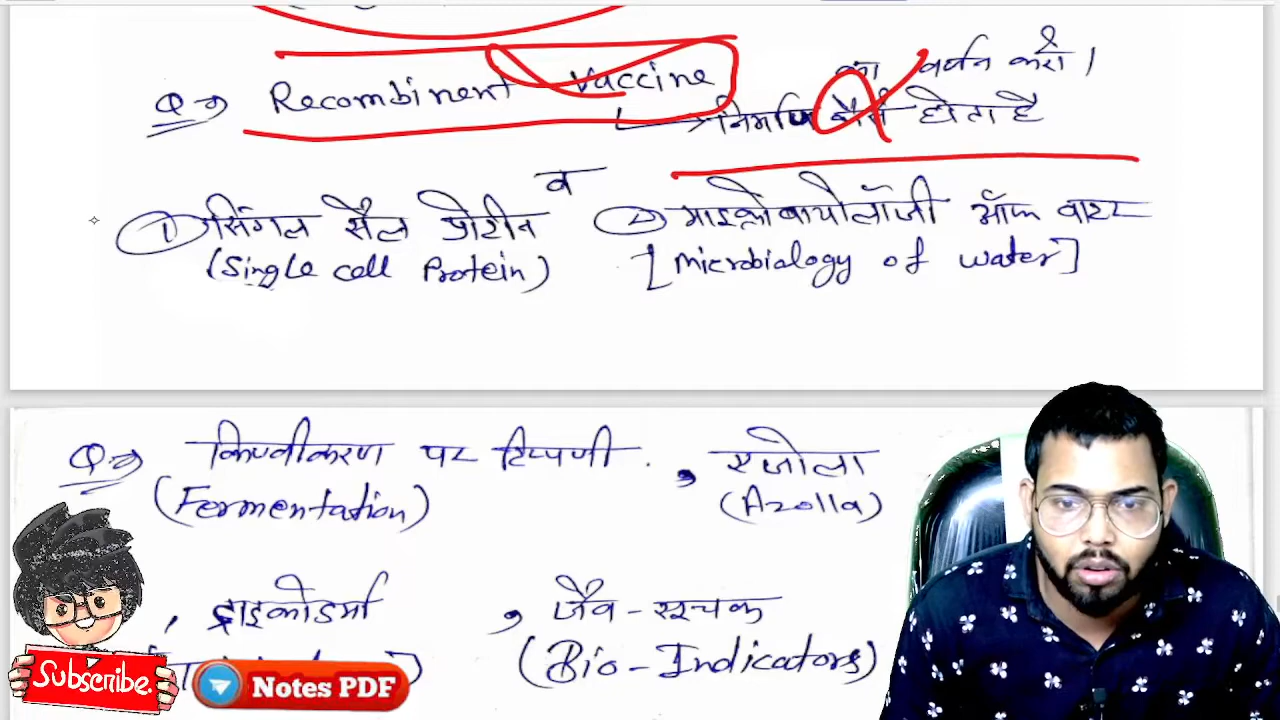 का वर्णन करो ।
Q → Recombinent Vaccine
→ निर्माण कैसे होता है
① सिंगल सैल प्रोटीन व ② माइक्रोबायोलॉजी ऑफ वाटर
(Single cell Protein) [microbialogy of water]
Q → किण्वीकरण पर टिप्पणी . , एजोला
(Fermentation) (Azolla)
, ट्राइकोडर्मा , जैव - सूचक
(Bio - Indicators)
Subscribe.
Notes PDF